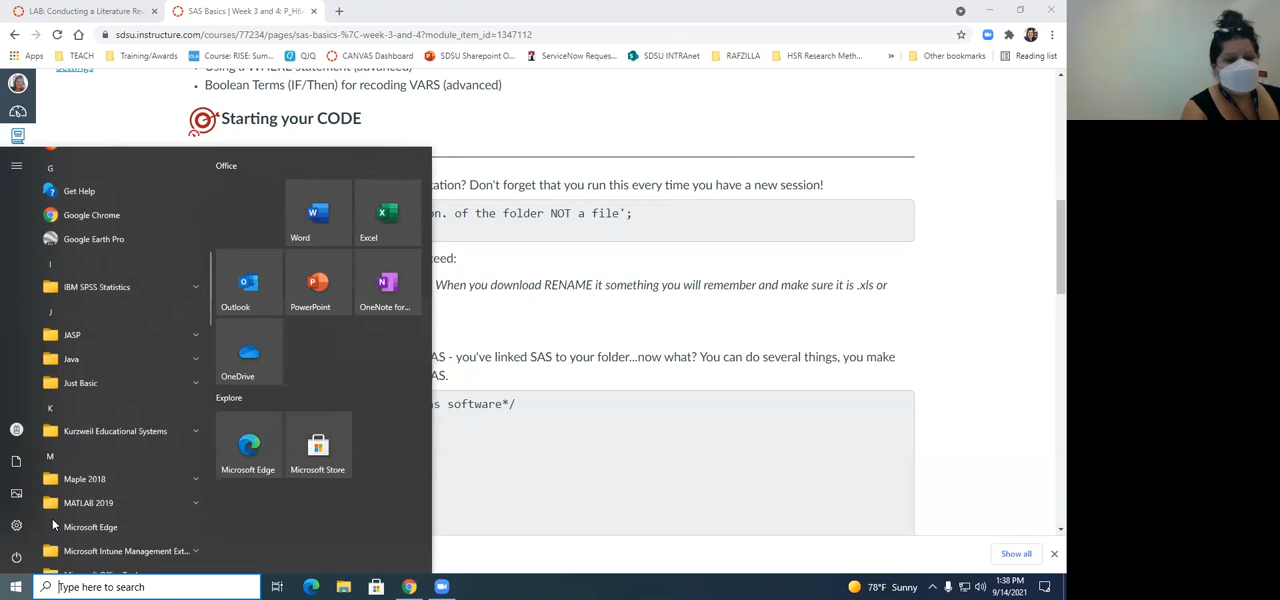 LAB: Conducting a Literature Re
SAS Basics | Week 3 and 4: P_H6
sdsu.instructure.com/courses/77234/pages/sas-basics-%7C-week-3-and-4?module_item_id=1347112
Apps
TEACH
Training/Awards
Course: RISE: Sum...
Q/IQ
CANVAS Dashboard
SDSU Sharepoint O...
ServiceNow Reques...
SDSU INTRAnet
RAFZILLA
HSR Research Meth...
»
Other bookmarks
Reading list
Settings
Using a WHERE statement (advanced)
• Boolean Terms (IF/Then) for recoding VARS (advanced)
Starting your CODE
cation? Don't forget that you run this every time you have a new session!
on. of the folder NOT a file';
eed:
When you download RENAME it something you will remember and make sure it is .xls or
AS - you've linked SAS to your folder...now what? You can do several things, you make
AS.
as software*/
G
Get Help
Google Chrome
Google Earth Pro
I
IBM SPSS Statistics
J
JASP
Java
Just Basic
K
Kurzweil Educational Systems
M
Maple 2018
MATLAB 2019
Microsoft Edge
Microsoft Intune Management Ext...
Office
Word
Excel
Outlook
PowerPoint
OneNote for...
OneDrive
Explore
Microsoft Edge
Microsoft Store
Show all
Type here to search
78°F Sunny
1:38 PM
9/14/2021